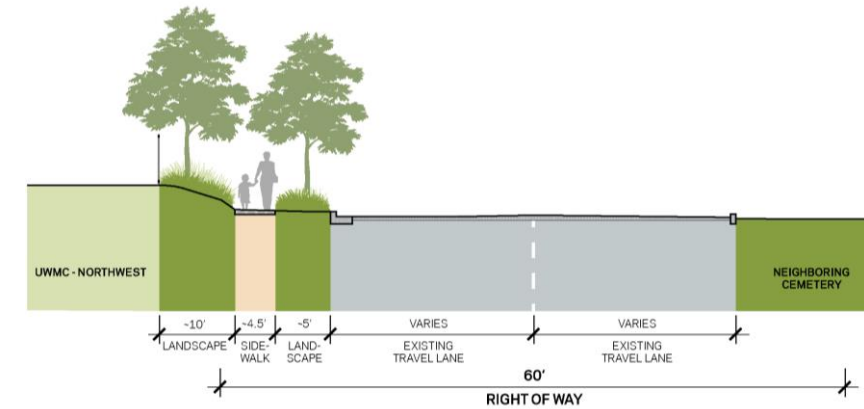 UWMC - NORTHWEST
NEIGHBORING
CEMETERY
~10'
~4.5'
~5'
VARIES
VARIES
LANDSCAPE
SIDE-
WALK
LAND-
SCAPE
EXISTING
TRAVEL LANE
EXISTING
TRAVEL LANE
60'
RIGHT OF WAY